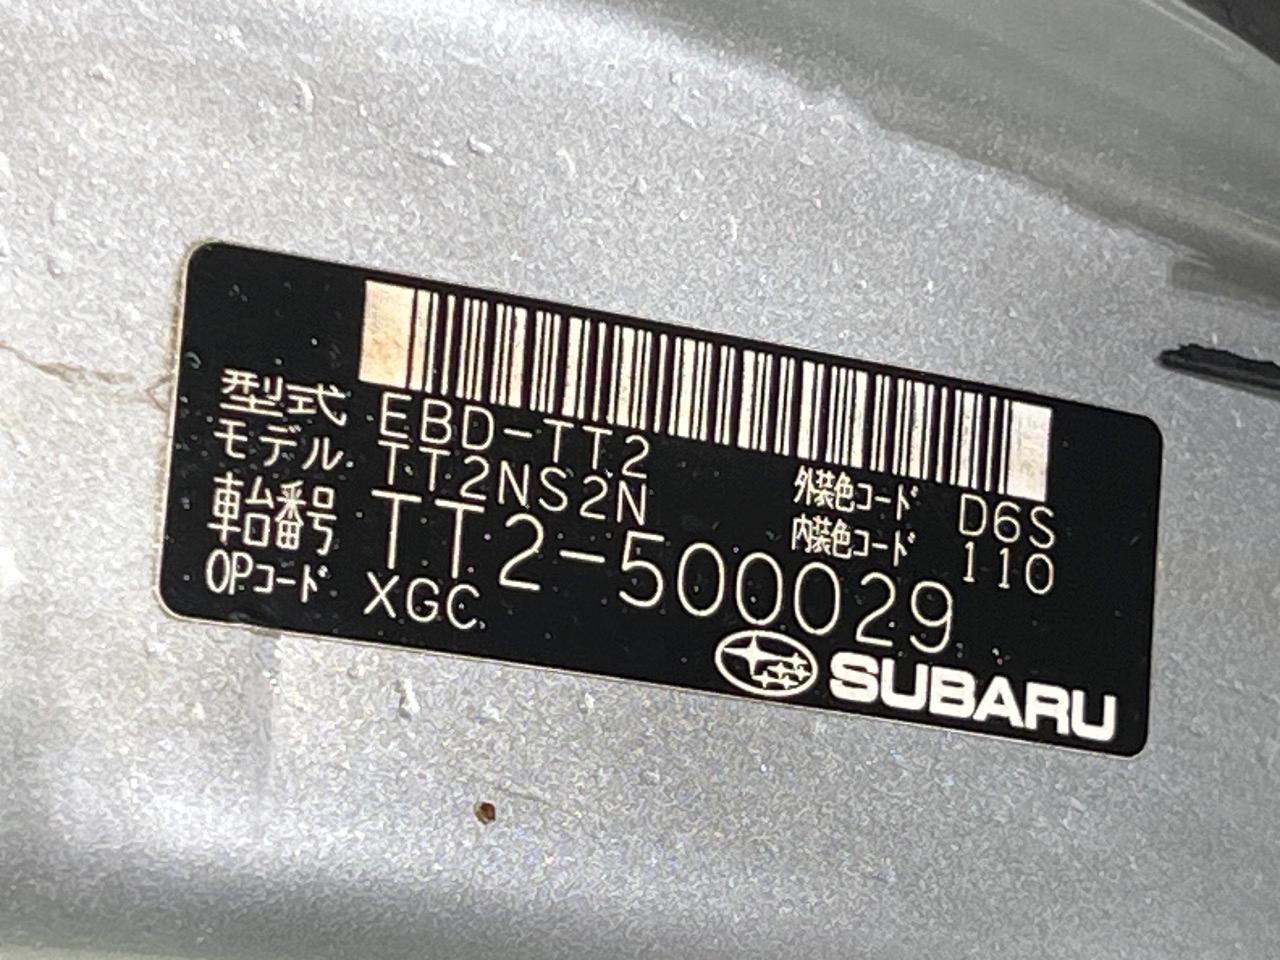 型式 EBD-TT2
モデル TT2NS2N 外装色コード D6S
車台番号 TT2-500029 内装色コード 110
OPコード XGC
SUBARU